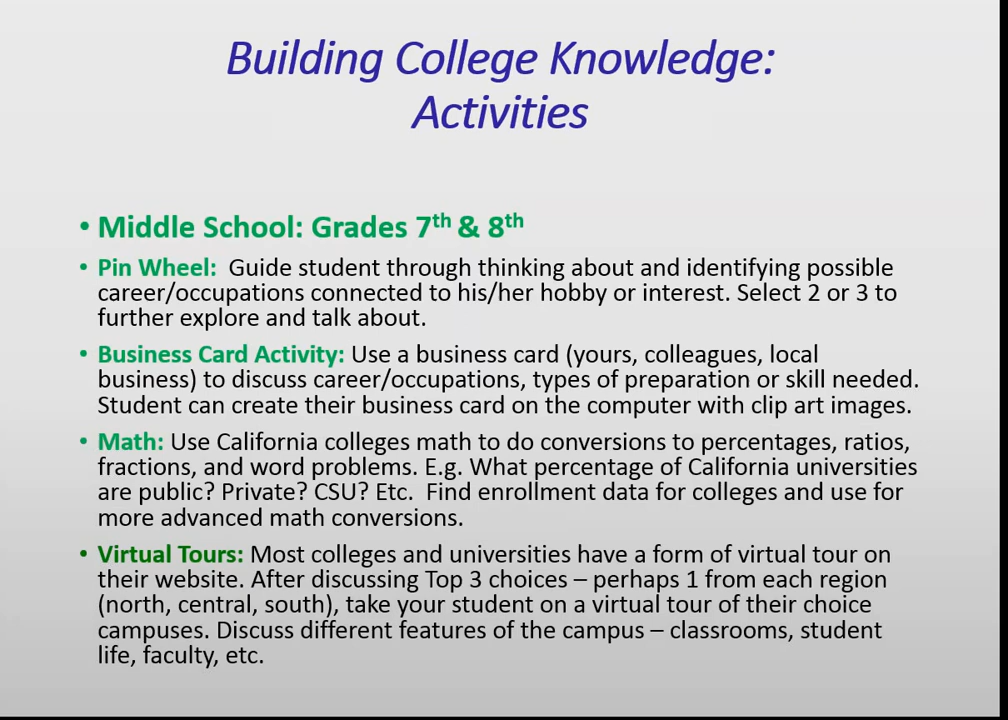 Building College Knowledge:
Activities
• Middle School: Grades 7th & 8th
• Pin Wheel:  Guide student through thinking about and identifying possible
career/occupations connected to his/her hobby or interest. Select 2 or 3 to
further explore and talk about.
• Business Card Activity: Use a business card (yours, colleagues, local
business) to discuss career/occupations, types of preparation or skill needed.
Student can create their business card on the computer with clip art images.
• Math: Use California colleges math to do conversions to percentages, ratios,
fractions, and word problems. E.g. What percentage of California universities
are public? Private? CSU? Etc.  Find enrollment data for colleges and use for
more advanced math conversions.
• Virtual Tours: Most colleges and universities have a form of virtual tour on
their website. After discussing Top 3 choices – perhaps 1 from each region
(north, central, south), take your student on a virtual tour of their choice
campuses. Discuss different features of the campus – classrooms, student
life, faculty, etc.